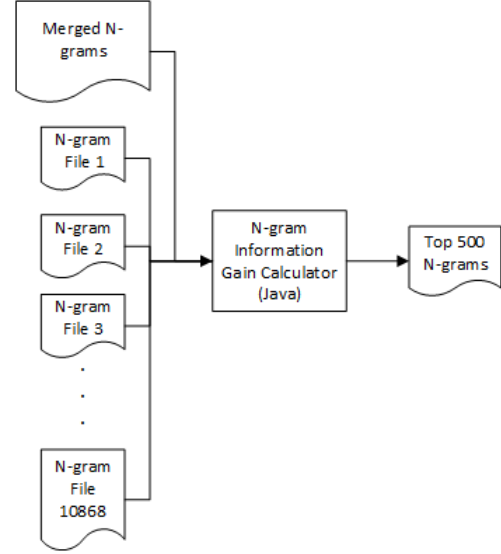 Merged N-
grams
N-gram
File 1
N-gram
File 2
N-gram
File 3
.
.
.
N-gram
File
10868
N-gram
Information
Gain Calculator
(Java)
Top 500
N-grams